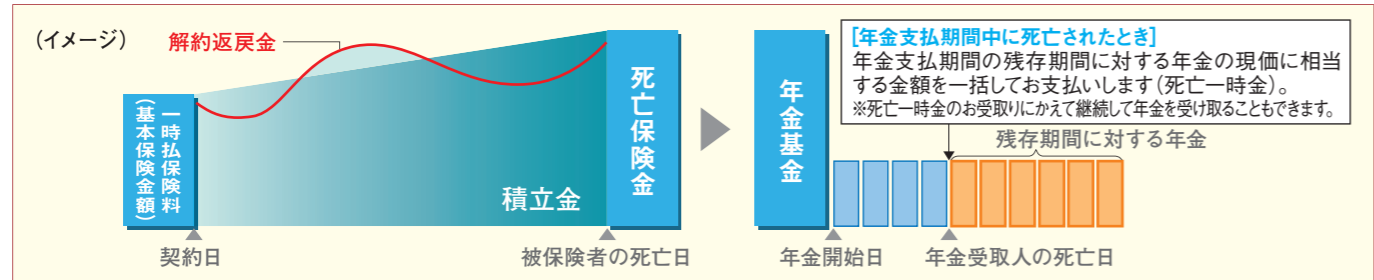 (イメージ)
解約返戻金
一時払保険料
(基本保険金額)
積立金
死亡保険金
契約日
被保険者の死亡日
年金基金
[年金支払期間中に死亡されたとき]
年金支払期間の残存期間に対する年金の現価に相当
する金額を一括してお支払いします(死亡一時金)。
※死亡一時金のお受取りにかえて継続して年金を受け取ることもできます。
残存期間に対する年金
年金開始日
年金受取人の死亡日